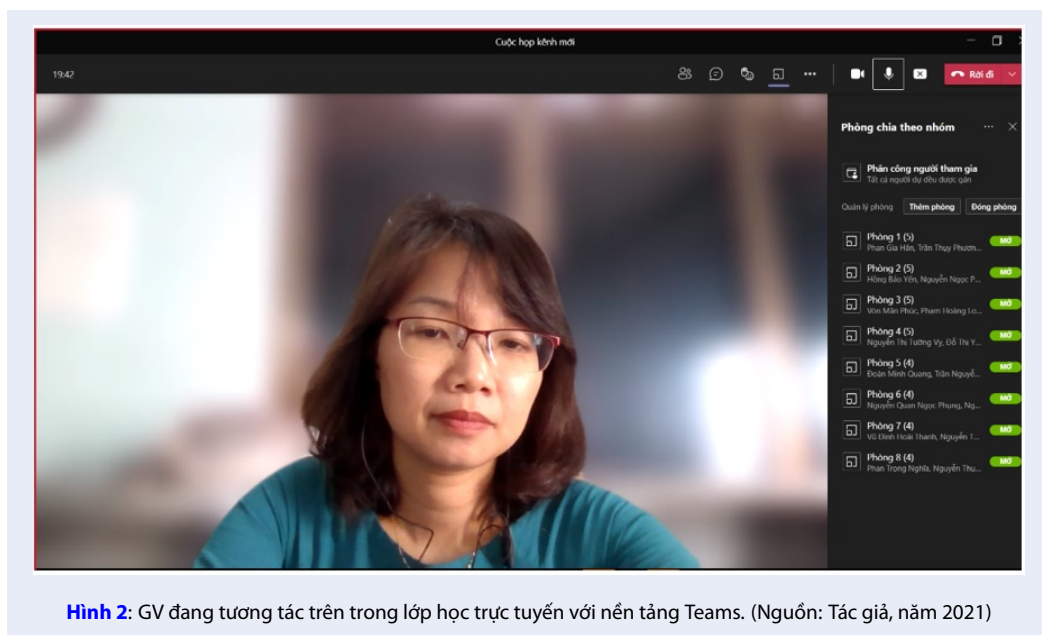 Cuộc họp kênh mới
19:42
Rời đi
Phòng chia theo nhóm
Phân công người tham gia
Tất cả người dự đều được gán
Quản lý phòng Thêm phòng Đóng phòng
Phòng 1 (5)
Phan Gia Hân, Trần Thụy Phươn... MỞ
Phòng 2 (5)
Hồng Bảo Yến, Nguyễn Ngọc P... MỞ
Phòng 3 (5)
Vòn Mãn Phúc, Phạm Hoàng Lo... MỞ
Phòng 4 (5)
Nguyễn Thị Tường Vy, Đỗ Thị Y... MỞ
Phòng 5 (4)
Đoàn Minh Quang, Trần Nguyễ... MỞ
Phòng 6 (4)
Nguyễn Quan Ngọc Phụng, Ng... MỞ
Phòng 7 (4)
Vũ Đình Hoài Thanh, Nguyễn T... MỞ
Phòng 8 (4)
Phan Trọng Nghĩa, Nguyễn Thu... MỞ
Hình 2: GV đang tương tác trên trong lớp học trực tuyến với nền tảng Teams. (Nguồn: Tác giả, năm 2021)